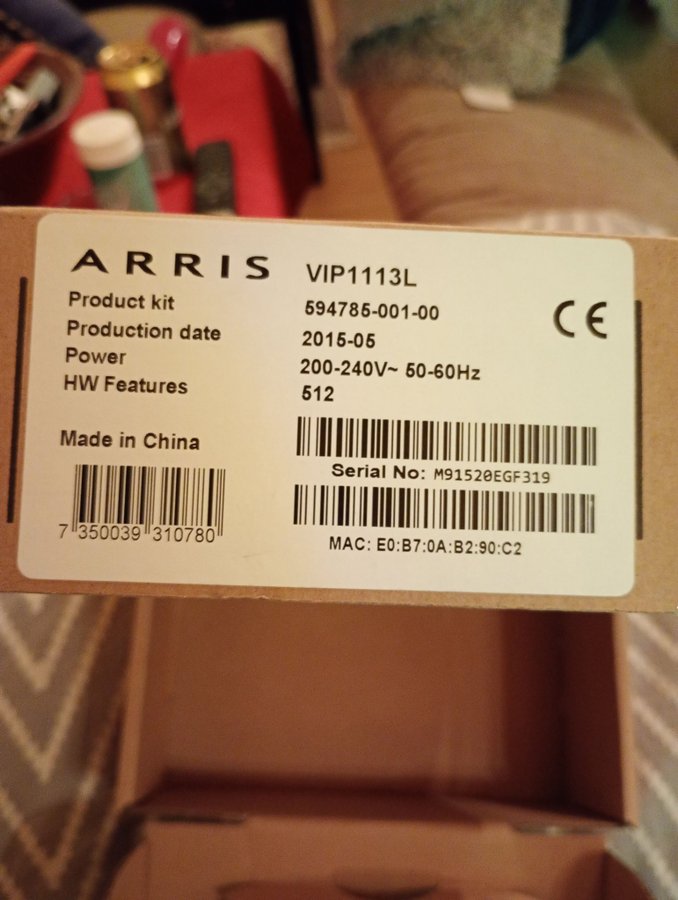 ARRIS VIP1113L
Product kit 594785-001-00
Production date 2015-05
Power 200-240V~ 50-60Hz
HW Features 512
CE
Made in China
Serial No: M91520EGF319
7 350039 310780
MAC: E0:B7:0A:B2:90:C2